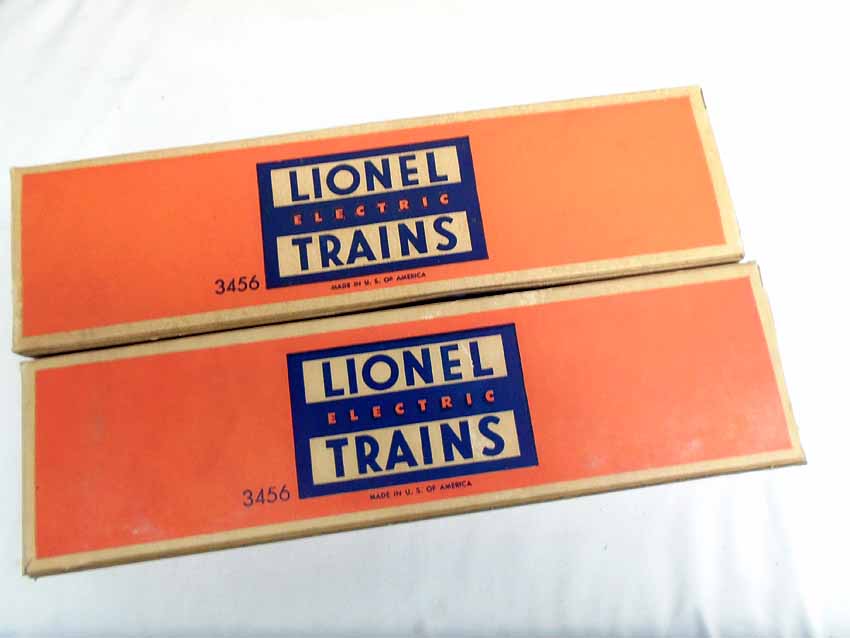 LIONEL
ELECTRIC
TRAINS
3456
MADE IN U. S. OF AMERICA
LIONEL
ELECTRIC
TRAINS
3456
MADE IN U. S. OF AMERICA